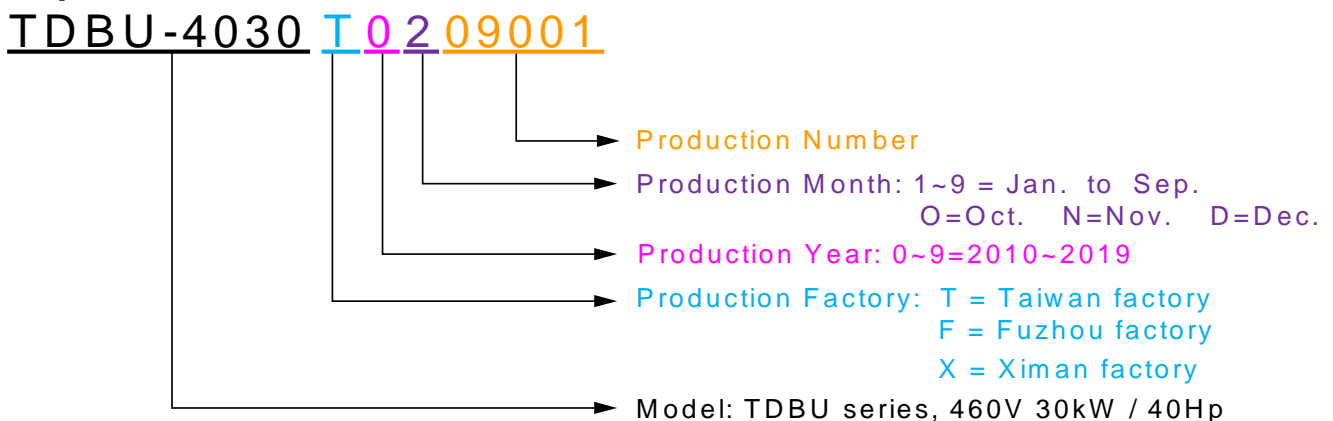 TDBU-4030 T 0 2 09001
Production Number
Production Month: 1~9 = Jan. to Sep.
O=Oct. N=Nov. D=Dec.
Production Year: 0~9=2010~2019
Production Factory: T = Taiwan factory
F = Fuzhou factory
X = Ximan factory
Model: TDBU series, 460V 30kW / 40Hp